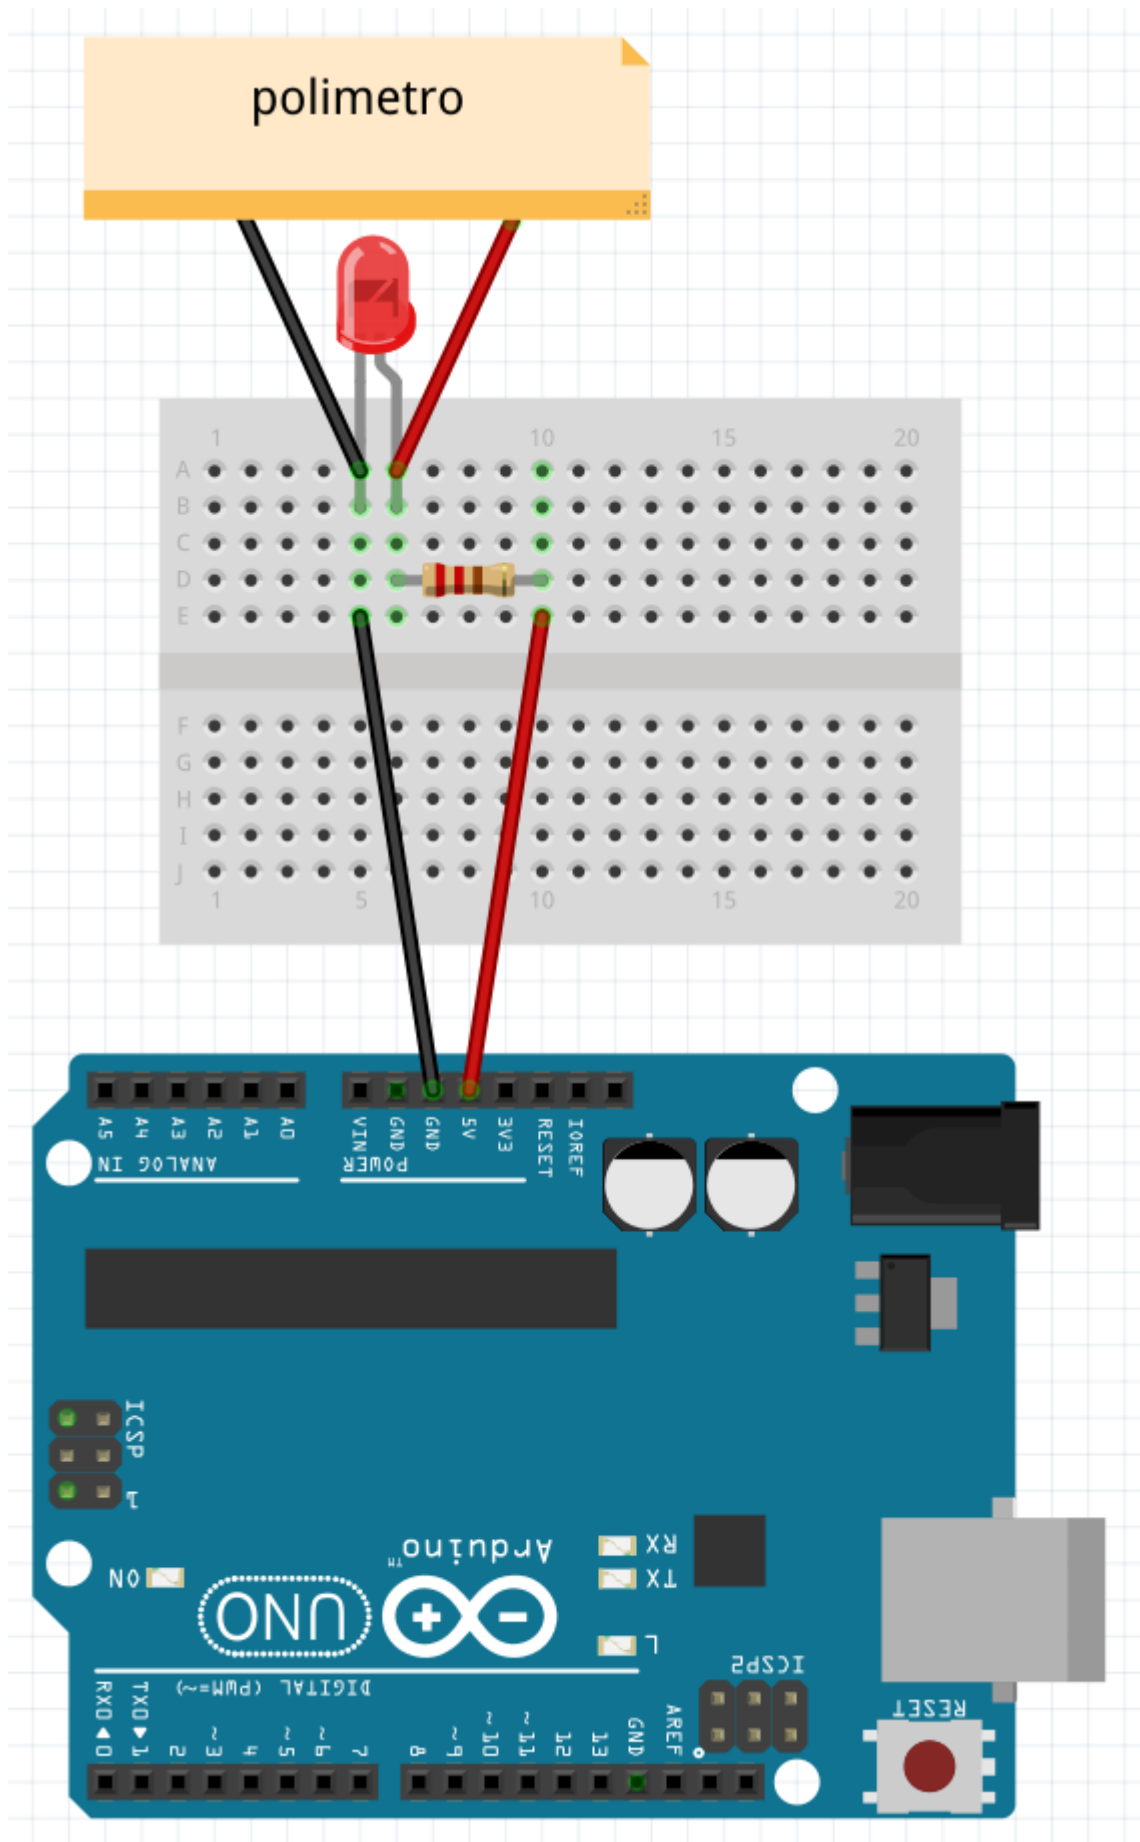 polimetro
1 10 15 20
A
B
C
D
E
F
G
H
I
J
1 5 10 15 20
A5 A4 A3 A2 A1 A0 VIN GND GND 5V 3V3 RESET IOREF
ANALOG IN POWER
ICSP
1
Arduino™
RX
ON TX
UNO
L
ICSP2
DIGITAL (PWM=~)
RESET
RX0◀0 TX0▶1 2 ~3 4 ~5 ~6 7 8 ~9 ~10 ~11 12 13 GND AREF